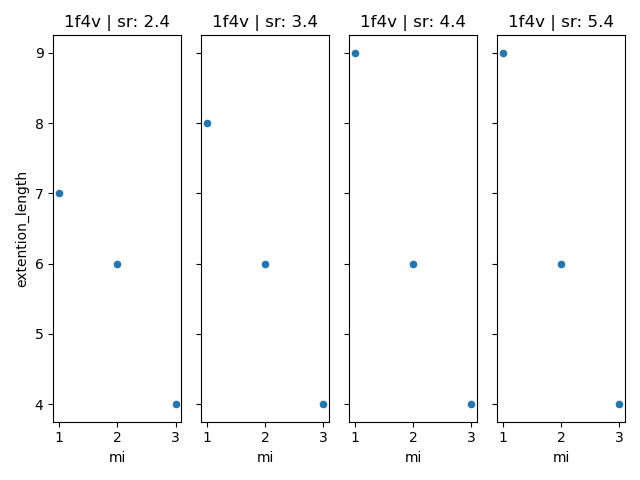 1f4v | sr: 2.4
1f4v | sr: 3.4
1f4v | sr: 4.4
1f4v | sr: 5.4
extention_length
9
8
7
6
5
4
1 2 3
1 2 3
1 2 3
1 2 3
mi
mi
mi
mi